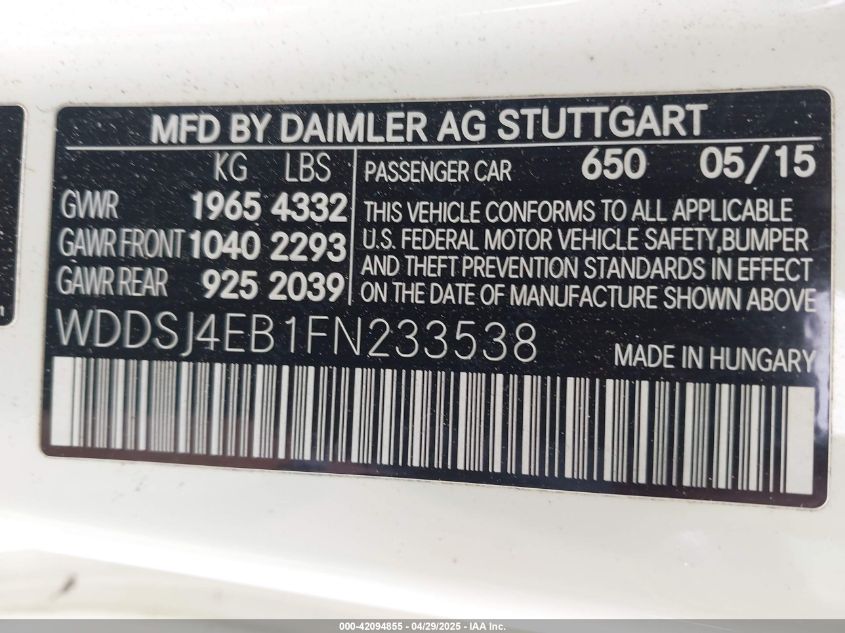 MFD BY DAIMLER AG STUTTGART
KG LBS
GVWR 1965 4332
GAWR FRONT 1040 2293
GAWR REAR 925 2039
PASSENGER CAR 650 05/15
THIS VEHICLE CONFORMS TO ALL APPLICABLE
U.S. FEDERAL MOTOR VEHICLE SAFETY,BUMPER
AND THEFT PREVENTION STANDARDS IN EFFECT
ON THE DATE OF MANUFACTURE SHOWN ABOVE
WDDSJ4EB1FN233538
MADE IN HUNGARY
000-42094855 - 04/29/2025 - IAA Inc.